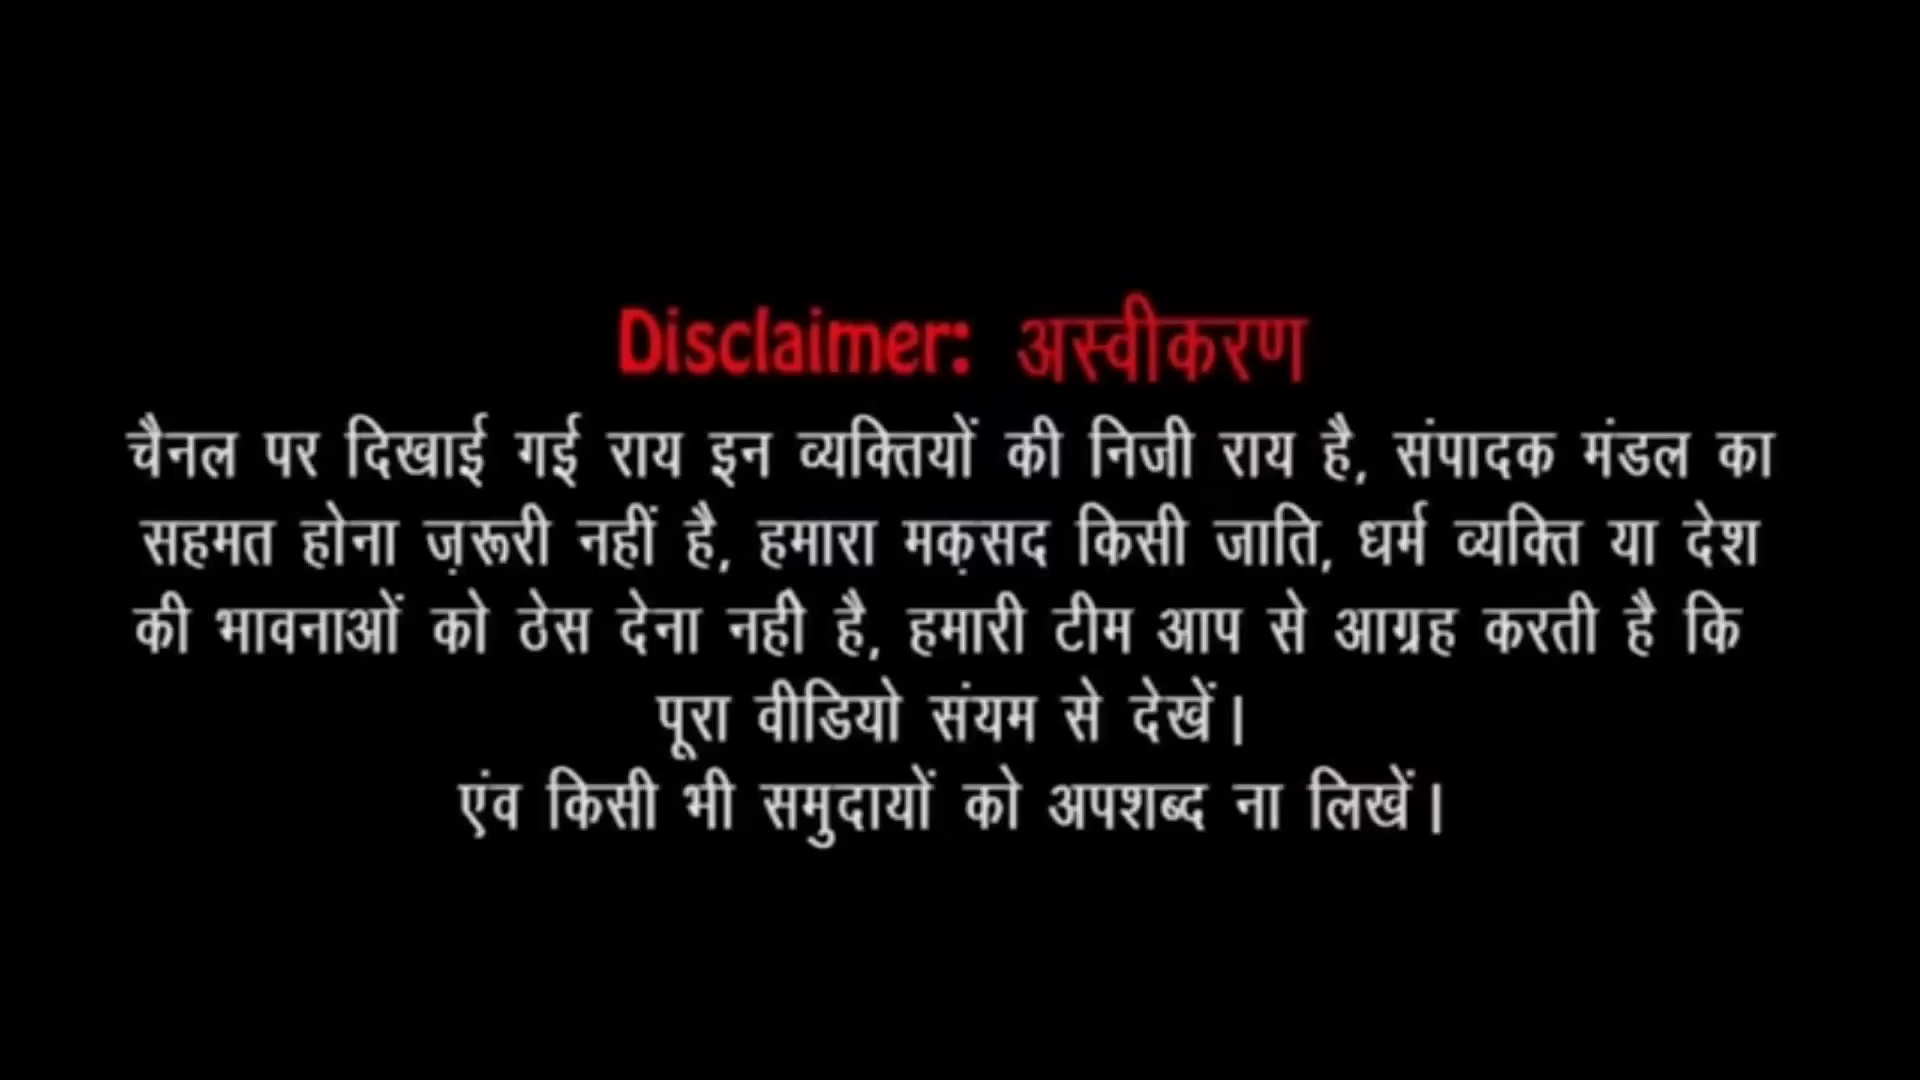 Disclaimer: अस्वीकरण
चैनल पर दिखाई गई राय इन व्यक्तियों की निजी राय है, संपादक मंडल का
सहमत होना ज़रूरी नहीं है, हमारा मक़सद किसी जाति, धर्म व्यक्ति या देश
की भावनाओं को ठेस देना नही है, हमारी टीम आप से आग्रह करती है कि
पूरा वीडियो संयम से देखें।
एंव किसी भी समुदायों को अपशब्द ना लिखें।